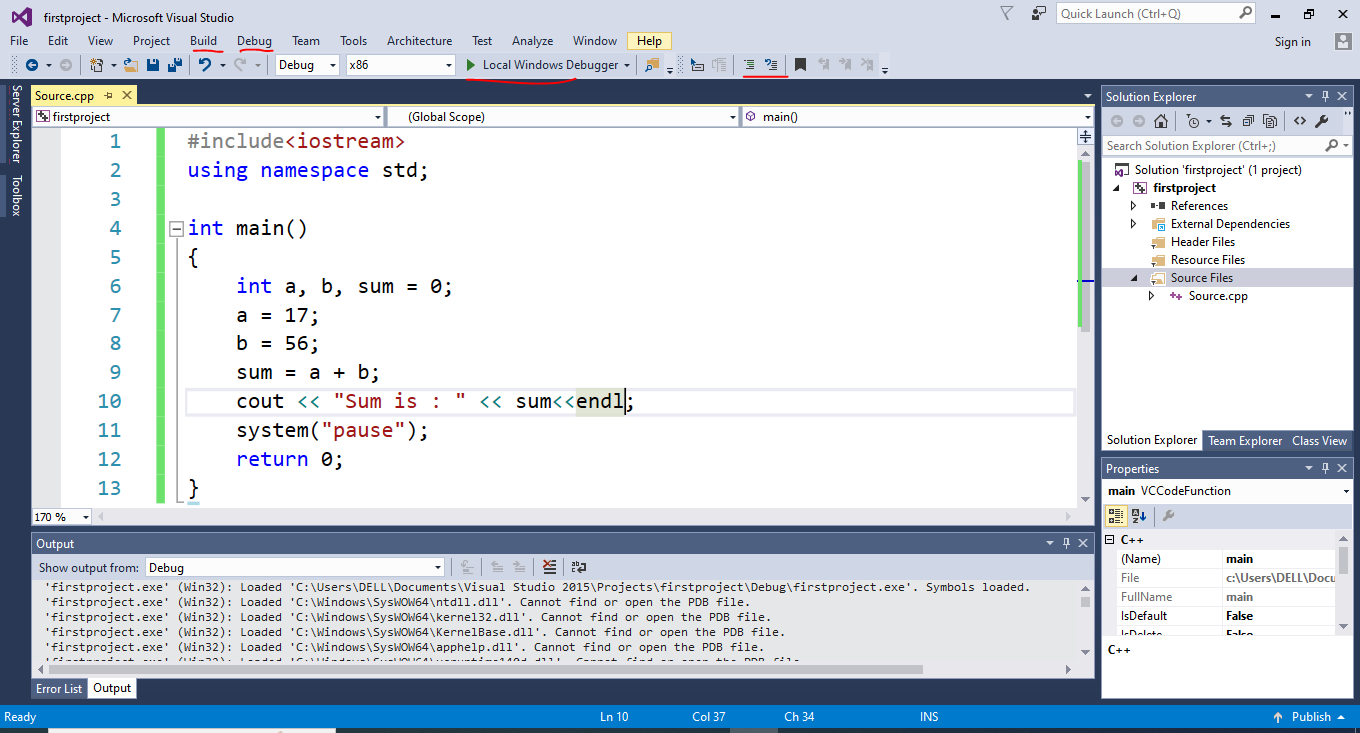 firstproject - Microsoft Visual Studio
Quick Launch (Ctrl+Q)
File Edit View Project Build Debug Team Tools Architecture Test Analyze Window Help
Sign in
Debug x86 Local Windows Debugger
Server Explorer
Toolbox
Source.cpp
firstproject (Global Scope) main()
1 #include<iostream>
2 using namespace std;
3
4 int main()
5 {
6 int a, b, sum = 0;
7 a = 17;
8 b = 56;
9 sum = a + b;
10 cout << "Sum is : " << sum<<endl;
11 system("pause");
12 return 0;
13 }
170 %
Output
Show output from: Debug
'firstproject.exe' (Win32): Loaded 'C:\Users\DELL\Documents\Visual Studio 2015\Projects\firstproject\Debug\firstproject.exe'. Symbols loaded.
'firstproject.exe' (Win32): Loaded 'C:\Windows\SysWOW64\ntdll.dll'. Cannot find or open the PDB file.
'firstproject.exe' (Win32): Loaded 'C:\Windows\SysWOW64\kernel32.dll'. Cannot find or open the PDB file.
'firstproject.exe' (Win32): Loaded 'C:\Windows\SysWOW64\KernelBase.dll'. Cannot find or open the PDB file.
'firstproject.exe' (Win32): Loaded 'C:\Windows\SysWOW64\apphelp.dll'. Cannot find or open the PDB file.
Error List Output
Solution Explorer
Search Solution Explorer (Ctrl+;)
Solution 'firstproject' (1 project)
firstproject
References
External Dependencies
Header Files
Resource Files
Source Files
Source.cpp
Solution Explorer Team Explorer Class View
Properties
main VCCodeFunction
C++
(Name) main
File c:\Users\DELL\Docu
FullName main
IsDefault False
IsDelete False
C++
Ready Ln 10 Col 37 Ch 34 INS Publish